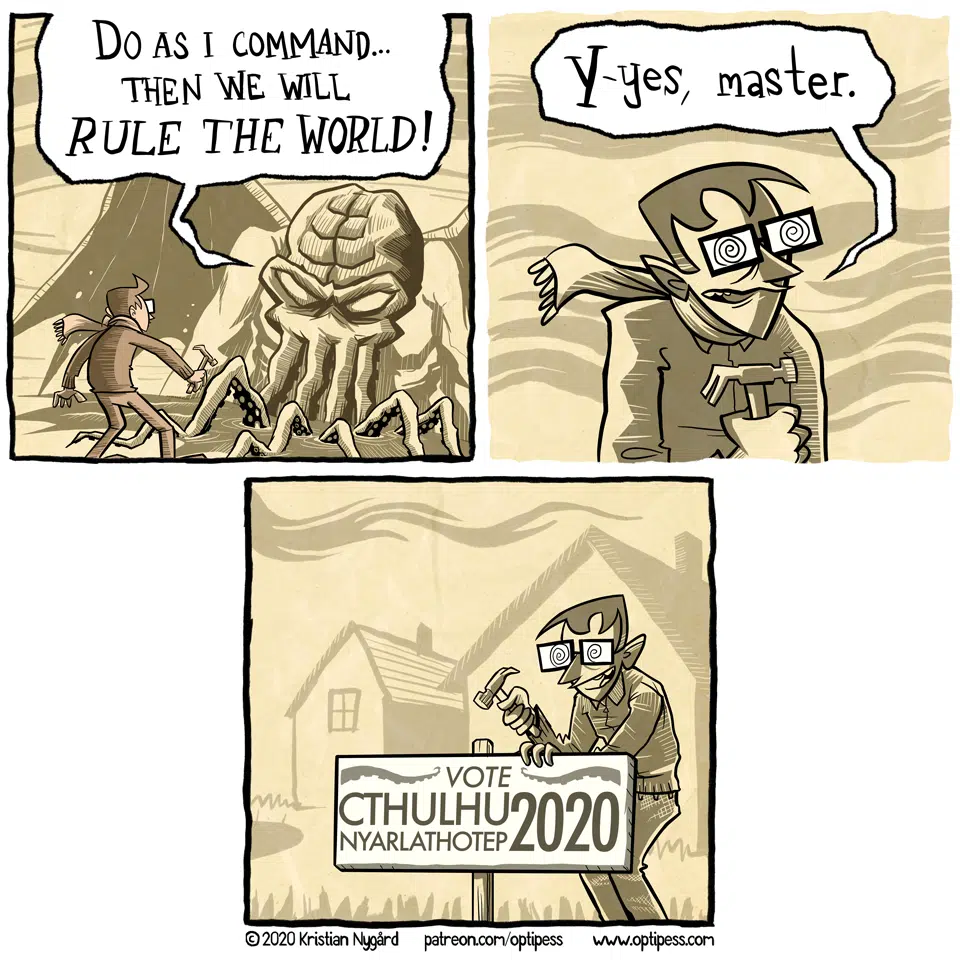 DO AS I COMMAND...
THEN WE WILL
RULE THE WORLD!
Y-yes, master.
VOTE
CTHULHU
NYARLATHOTEP
2020
© 2020 Kristian Nygård patreon.com/optipess www.optipess.com